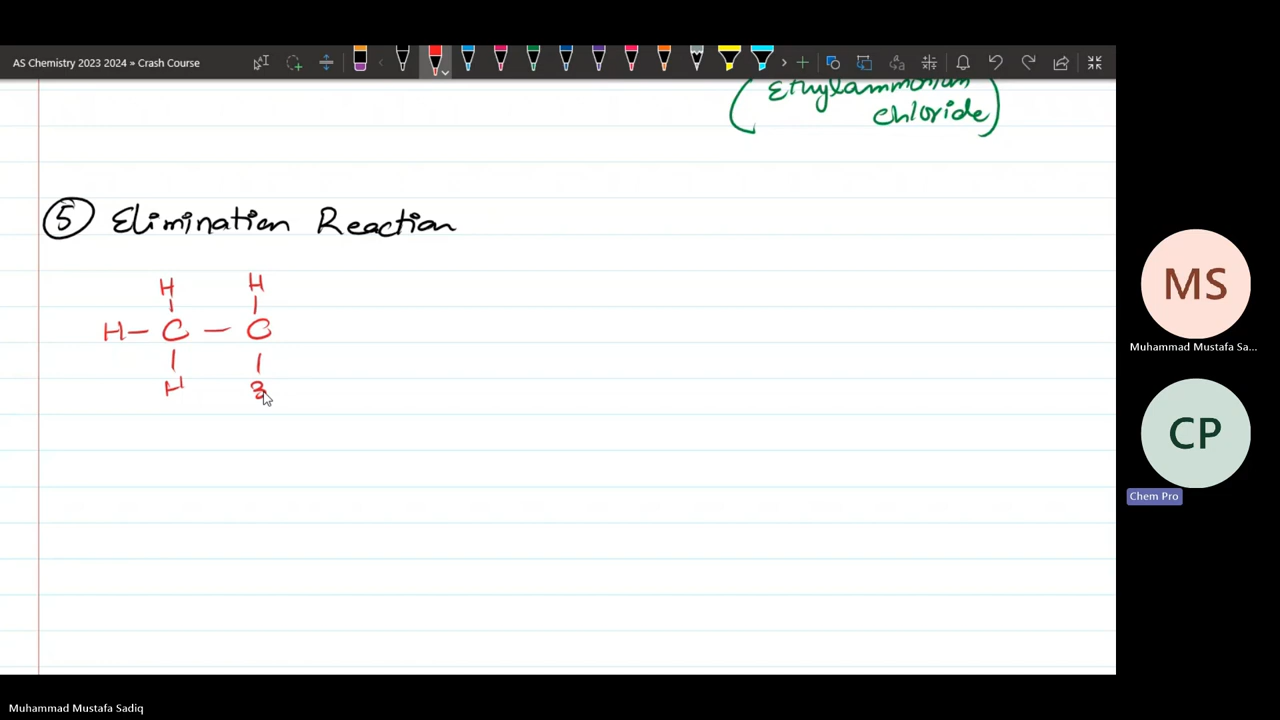 AS Chemistry 2023 2024 » Crash Course
Ethylammonium
chloride
5 Elimination Reaction
H H
H-C-C
H
MS
Muhammad Mustafa Sa...
CP
Chem Pro
Muhammad Mustafa Sadiq